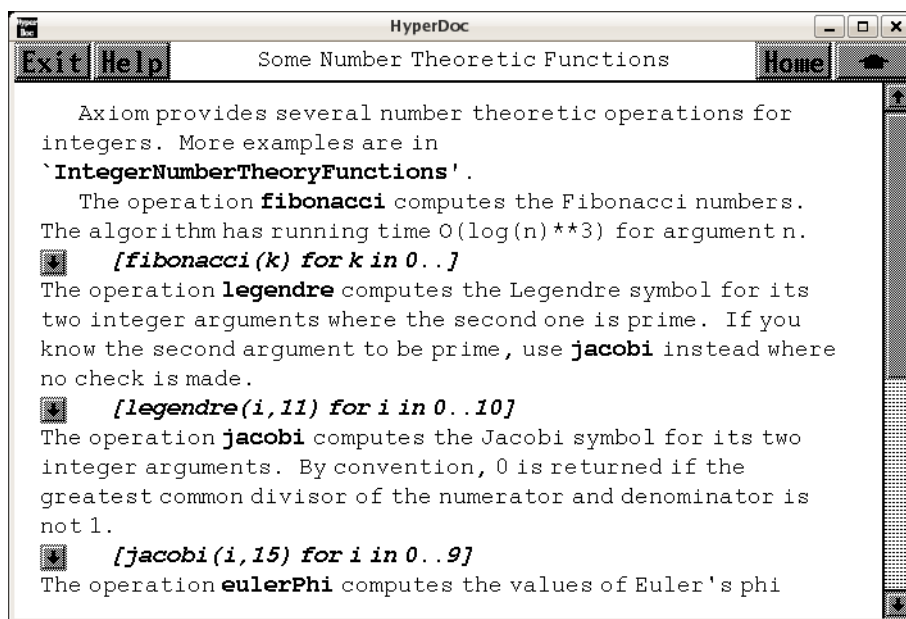 Hyper Doc
HyperDoc
Exit Help Some Number Theoretic Functions Home
Axiom provides several number theoretic operations for
integers. More examples are in
`IntegerNumberTheoryFunctions'.
The operation fibonacci computes the Fibonacci numbers.
The algorithm has running time O(log(n)**3) for argument n.
[fibonacci(k) for k in 0..]
The operation legendre computes the Legendre symbol for its
two integer arguments where the second one is prime. If you
know the second argument to be prime, use jacobi instead where
no check is made.
[legendre(i,11) for i in 0..10]
The operation jacobi computes the Jacobi symbol for its two
integer arguments. By convention, 0 is returned if the
greatest common divisor of the numerator and denominator is
not 1.
[jacobi(i,15) for i in 0..9]
The operation eulerPhi computes the values of Euler's phi